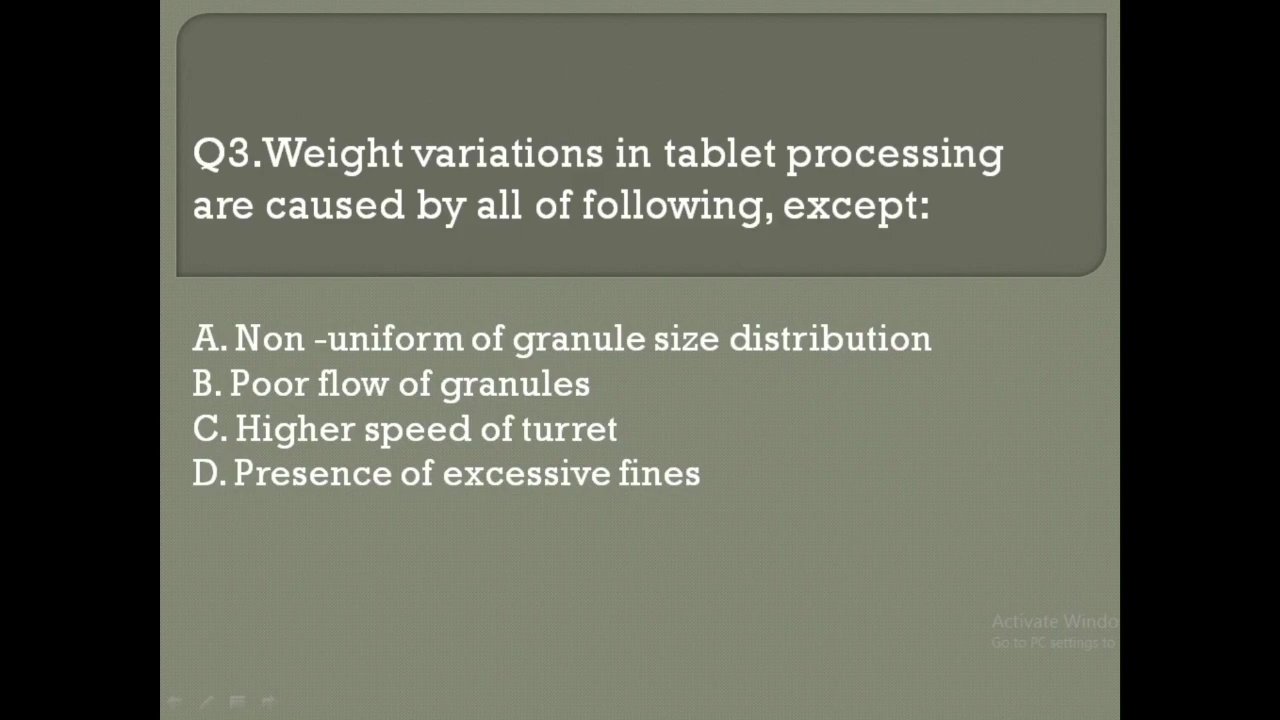 Q3.Weight variations in tablet processing
are caused by all of following, except:
A. Non -uniform of granule size distribution
B. Poor flow of granules
C. Higher speed of turret
D. Presence of excessive fines
Activate Windo
Go to PC settings to